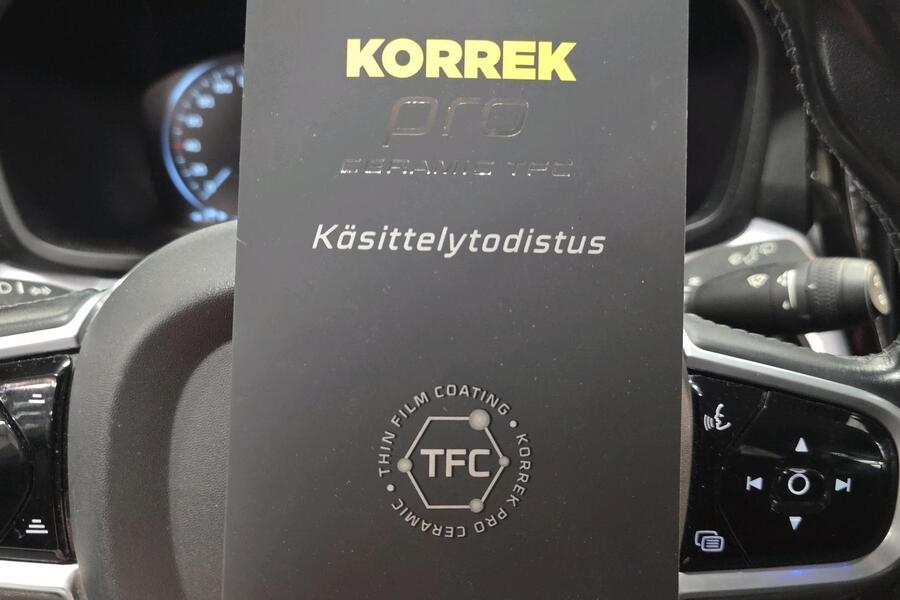 KORREK
pro
CERAMIC TFC
Käsittelytodistus
THIN FILM COATING • KORREK PRO CERAMIC •
TFC